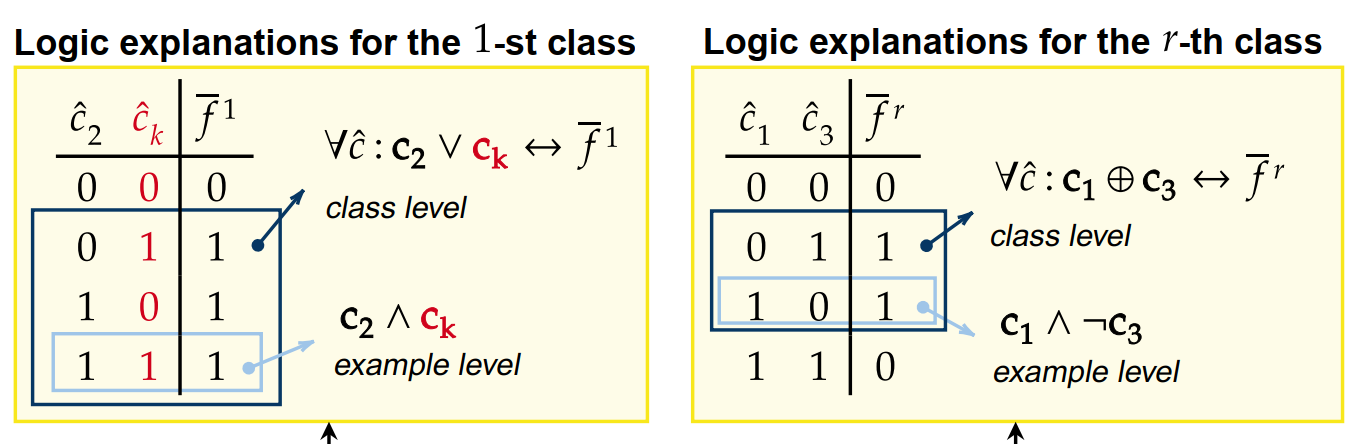 Logic explanations for the 1-st class
ĉ₂ ĉₖ f̅¹
0 0 0
0 1 1
1 0 1
1 1 1
∀ĉ : c₂ ∨ cₖ ↔ f̅¹
class level
c₂ ∧ cₖ
example level
Logic explanations for the r-th class
ĉ₁ ĉ₃ f̅ʳ
0 0 0
0 1 1
1 0 1
1 1 0
∀ĉ : c₁ ⊕ c₃ ↔ f̅ʳ
class level
c₁ ∧ ¬c₃
example level